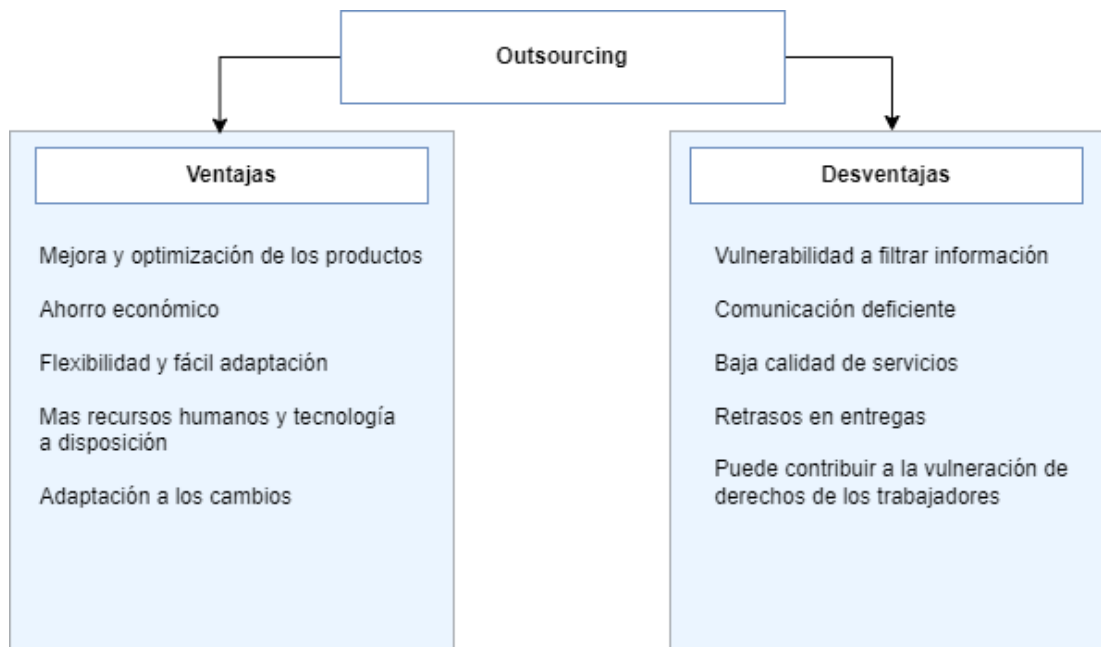 Outsourcing
Ventajas
Mejora y optimización de los productos
Ahorro económico
Flexibilidad y fácil adaptación
Mas recursos humanos y tecnología
a disposición
Adaptación a los cambios
Desventajas
Vulnerabilidad a filtrar información
Comunicación deficiente
Baja calidad de servicios
Retrasos en entregas
Puede contribuir a la vulneración de
derechos de los trabajadores